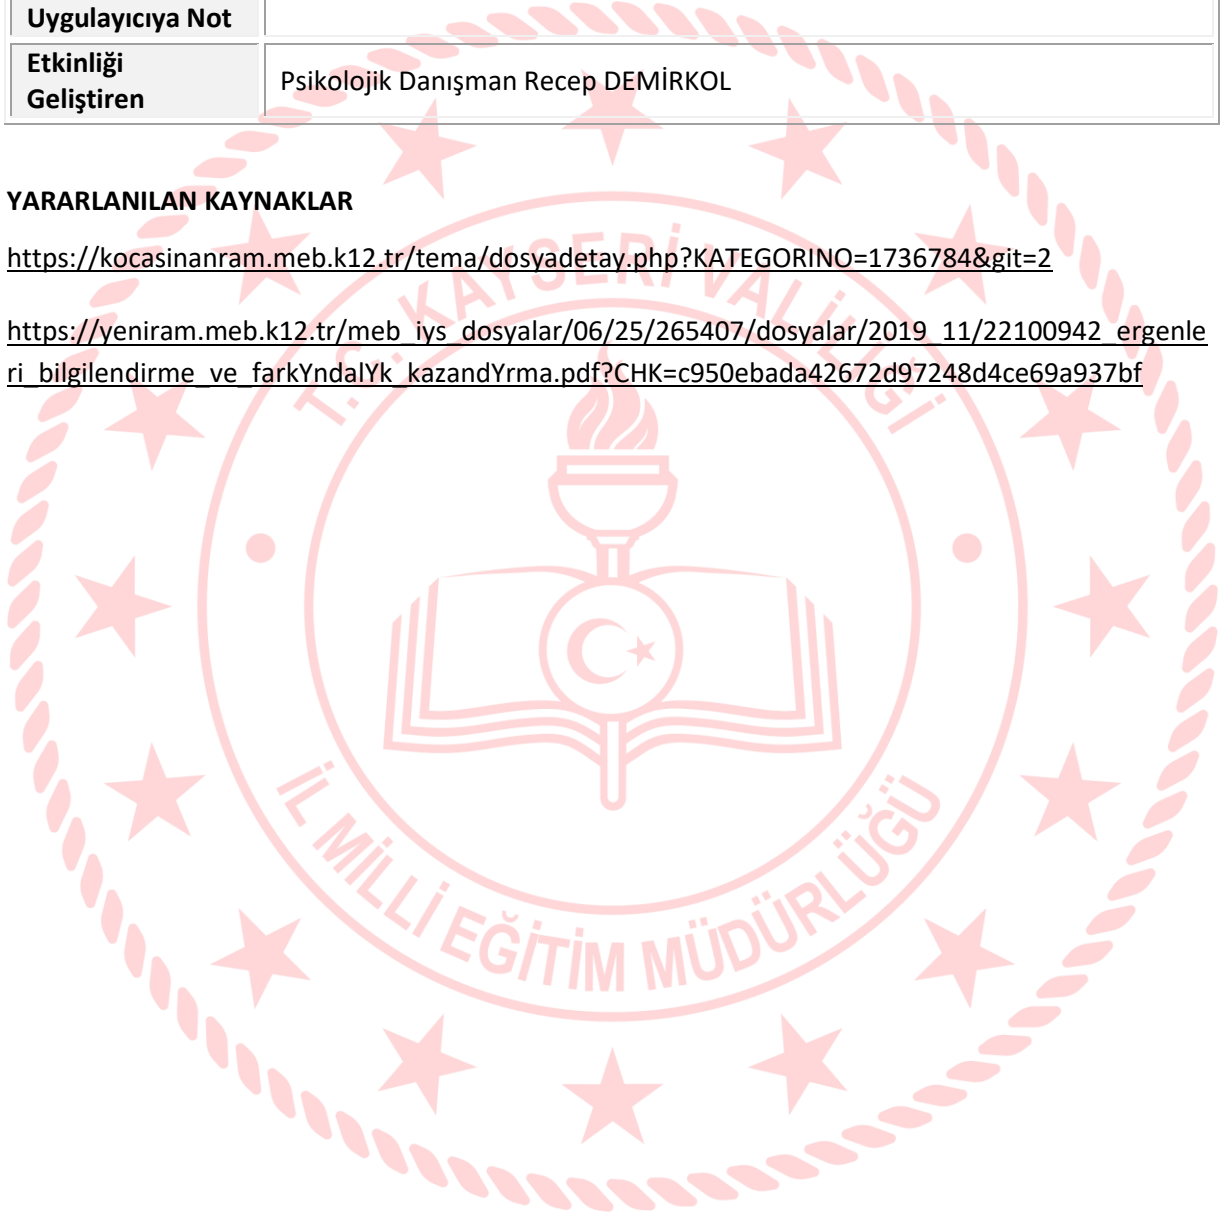 Uygulayıcıya Not
Etkinliği
Geliştiren
Psikolojik Danışman Recep DEMİRKOL
YARARLANILAN KAYNAKLAR
https://kocasinanram.meb.k12.tr/tema/dosyadetay.php?KATEGORINO=1736784&git=2
https://yeniram.meb.k12.tr/meb_iys_dosyalar/06/25/265407/dosyalar/2019_11/22100942_ergenle
ri_bilgilendirme_ve_farkYndalYk_kazandYrma.pdf?CHK=c950ebada42672d97248d4ce69a937bf
T.C. KAYSERİ VALİLİĞİ
İL MİLLİ EĞİTİM MÜDÜRLÜĞÜ